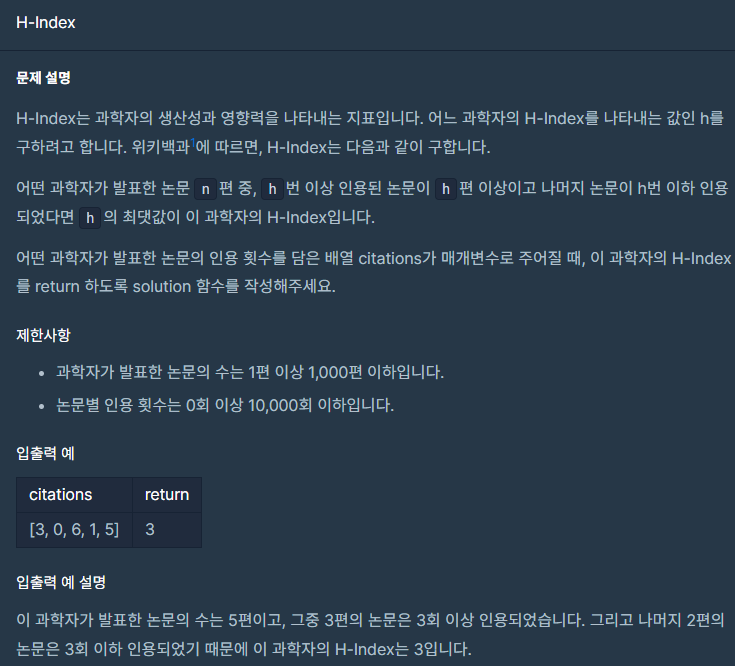 H-Index
문제 설명
H-Index는 과학자의 생산성과 영향력을 나타내는 지표입니다. 어느 과학자의 H-Index를 나타내는 값인 h를
구하려고 합니다. 위키백과1에 따르면, H-Index는 다음과 같이 구합니다.
어떤 과학자가 발표한 논문 n 편 중, h 번 이상 인용된 논문이 h 편 이상이고 나머지 논문이 h번 이하 인용
되었다면 h 의 최댓값이 이 과학자의 H-Index입니다.
어떤 과학자가 발표한 논문의 인용 횟수를 담은 배열 citations가 매개변수로 주어질 때, 이 과학자의 H-Index
를 return 하도록 solution 함수를 작성해주세요.
제한사항
• 과학자가 발표한 논문의 수는 1편 이상 1,000편 이하입니다.
• 논문별 인용 횟수는 0회 이상 10,000회 이하입니다.
입출력 예
citations return
[3, 0, 6, 1, 5] 3
입출력 예 설명
이 과학자가 발표한 논문의 수는 5편이고, 그중 3편의 논문은 3회 이상 인용되었습니다. 그리고 나머지 2편의
논문은 3회 이하 인용되었기 때문에 이 과학자의 H-Index는 3입니다.